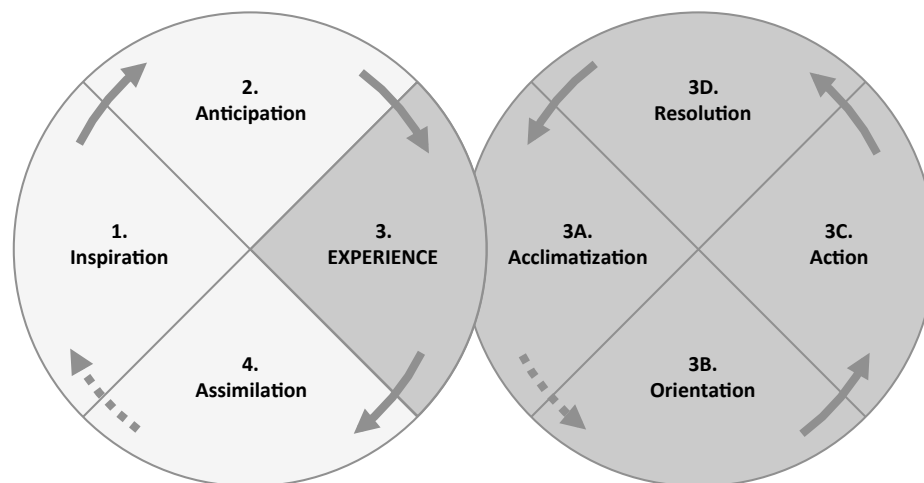 1.
Inspiration
2.
Anticipation
3.
EXPERIENCE
4.
Assimilation
3A.
Acclimatization
3B.
Orientation
3C.
Action
3D.
Resolution